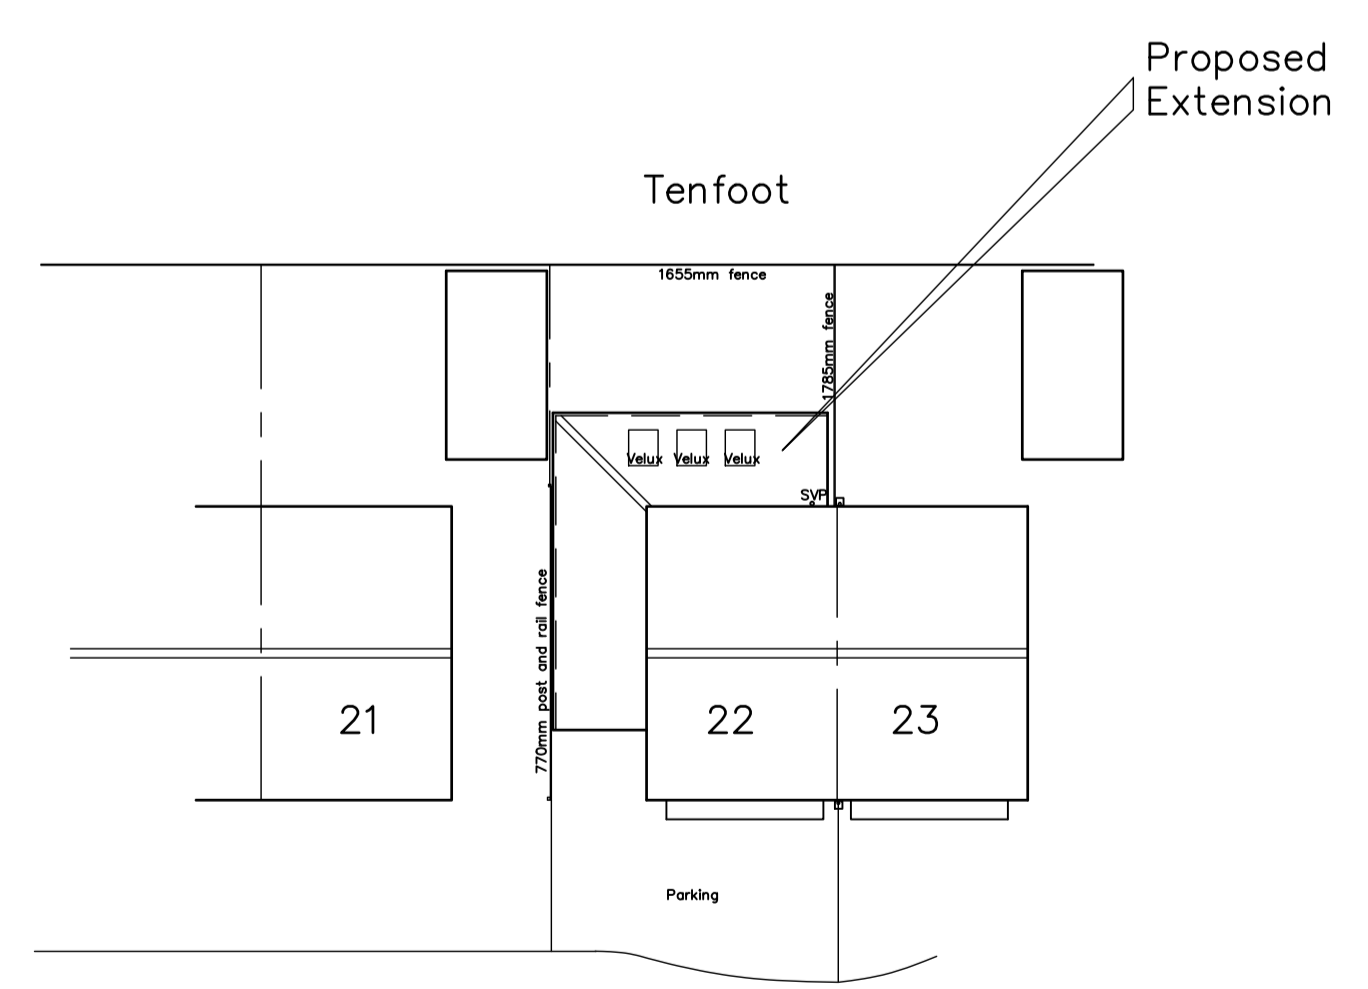 Proposed
Extension
Tenfoot
1655mm fence
1785mm fence
Velux Velux Velux
SVP
770mm post and rail fence
21 22 23
Parking